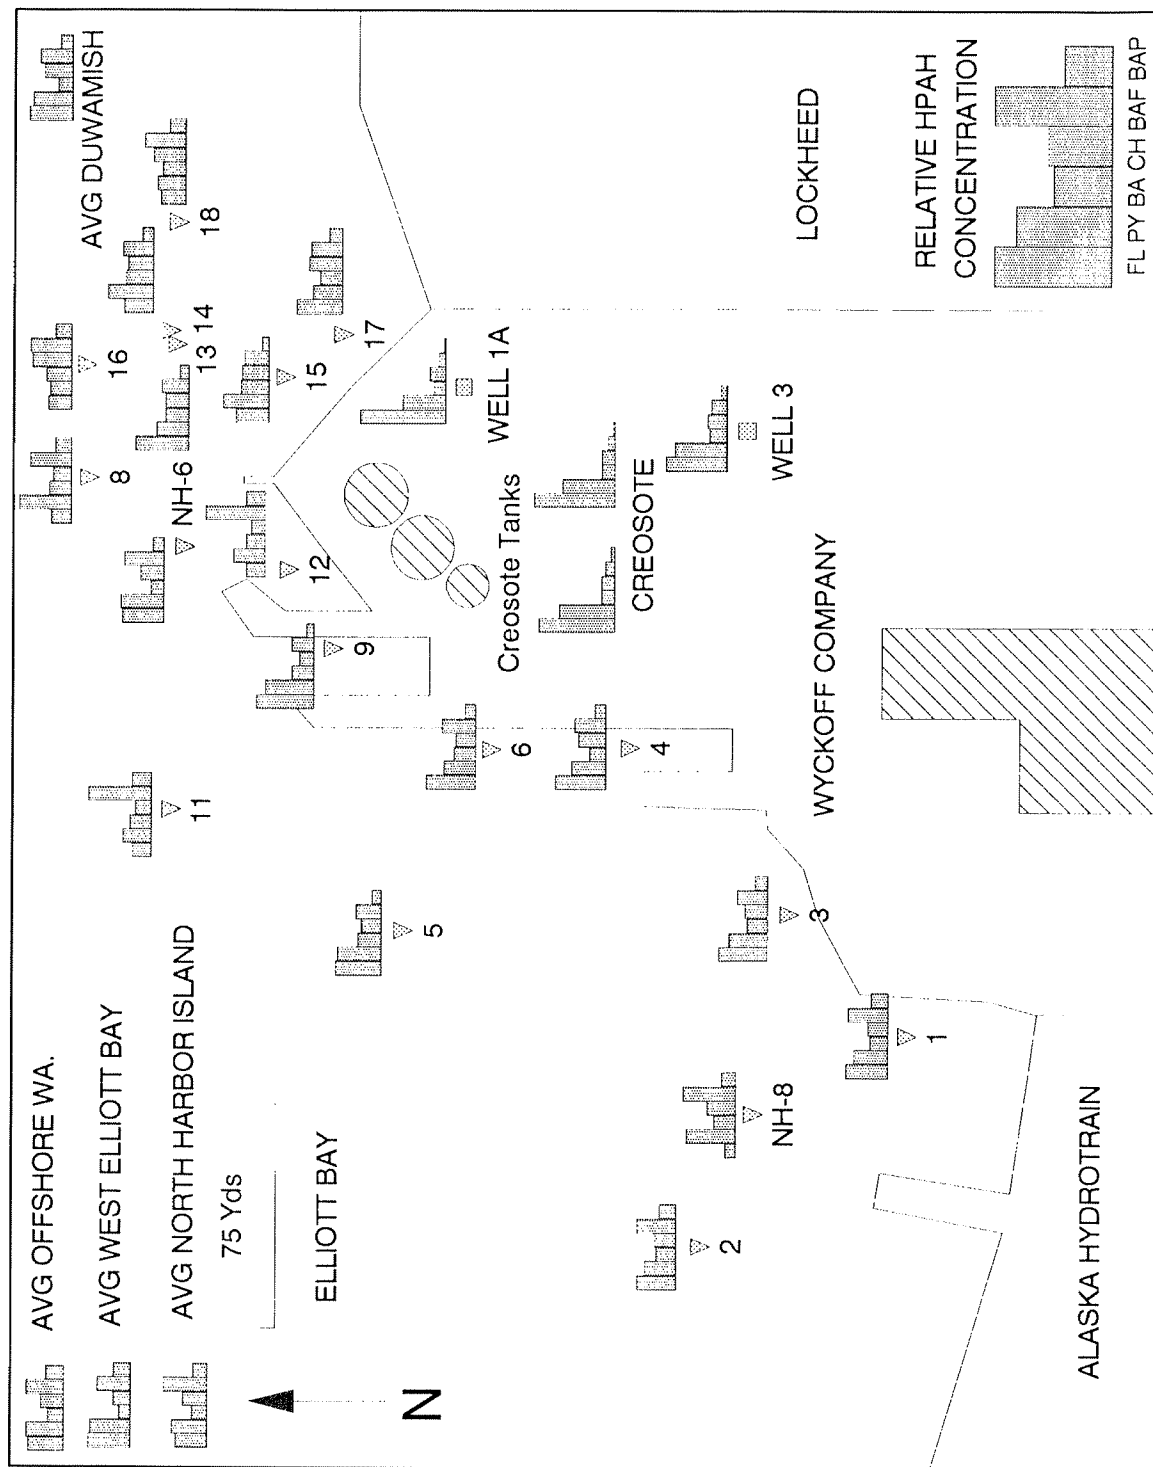 AVG OFFSHORE WA.
AVG WEST ELLIOTT BAY
AVG NORTH HARBOR ISLAND
75 Yds
ELLIOTT BAY
N
AVG DUWAMISH
8
16
18
13 14
NH-6
11
12
15
17
9
WELL 1A
5
6
Creosote Tanks
4
CREOSOTE
WELL 3
2
NH-8
3
1
WYCKOFF COMPANY
LOCKHEED
ALASKA HYDROTRAIN
RELATIVE HPAH
CONCENTRATION
FL PY BA CH BAF BAP